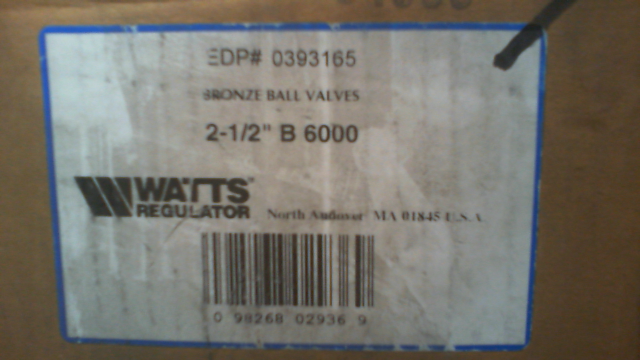 EDP# 0393165
BRONZE BALL VALVES
2-1/2" B 6000
WATTS
REGULATOR North Andover MA 01845 U.S.A.
0 98268 02936 9